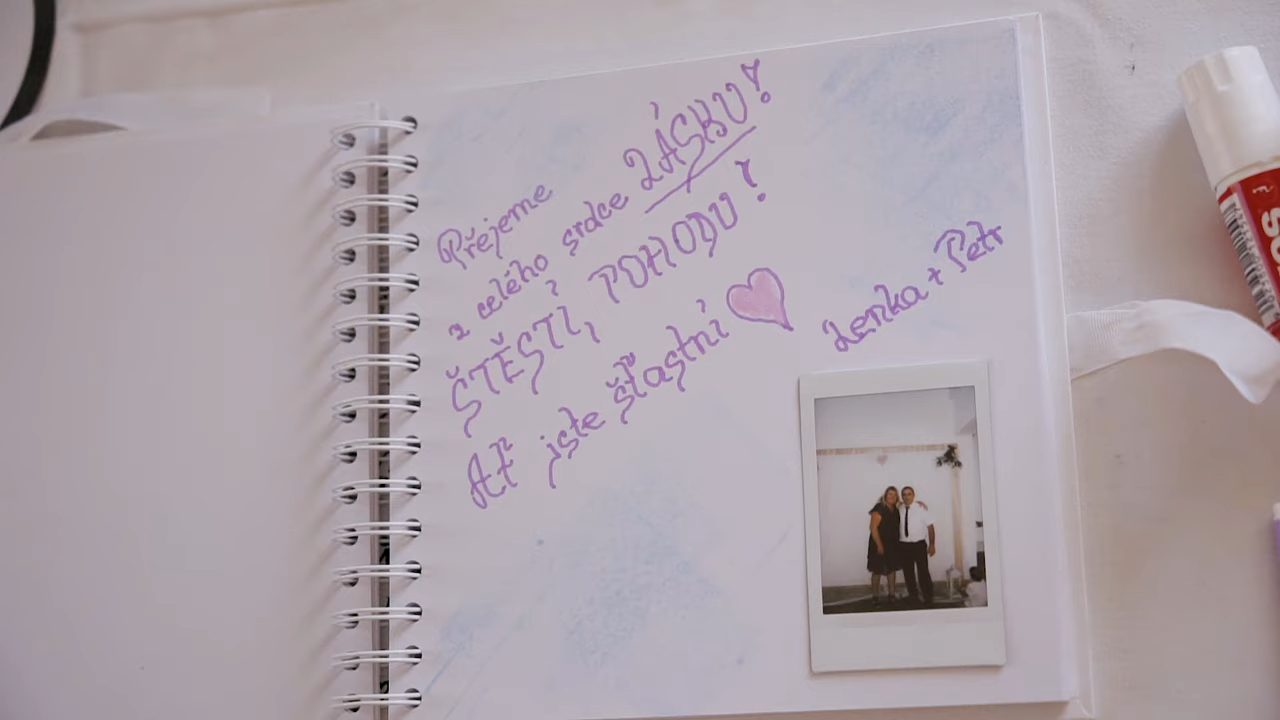 Přejeme
z celého srdce LÁSKU!
ŠTĚSTÍ, POHODU!
Ať jste šťastní
Lenka + Petr